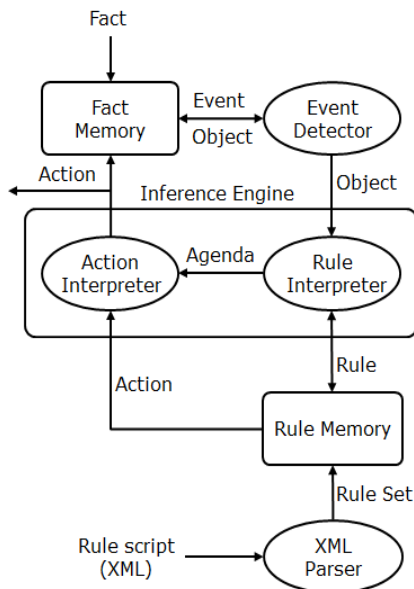 Fact
Fact
Memory
Event
Object
Event
Detector
Action
Inference Engine
Object
Action
Interpreter
Agenda
Rule
Interpreter
Action
Rule
Rule Memory
Rule Set
Rule script
(XML)
XML
Parser